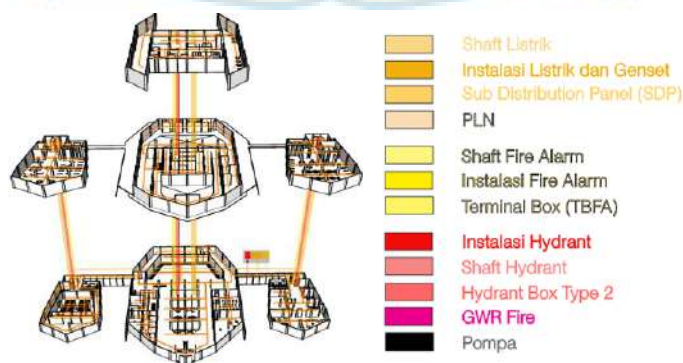 Shaft Listrik
Instalasi Listrik dan Genset
Sub Distribution Panel (SDP)
PLN
Shaft Fire Alarm
Instalasi Fire Alarm
Terminal Box (TBFA)
Instalasi Hydrant
Shaft Hydrant
Hydrant Box Type 2
GWR Fire
Pompa